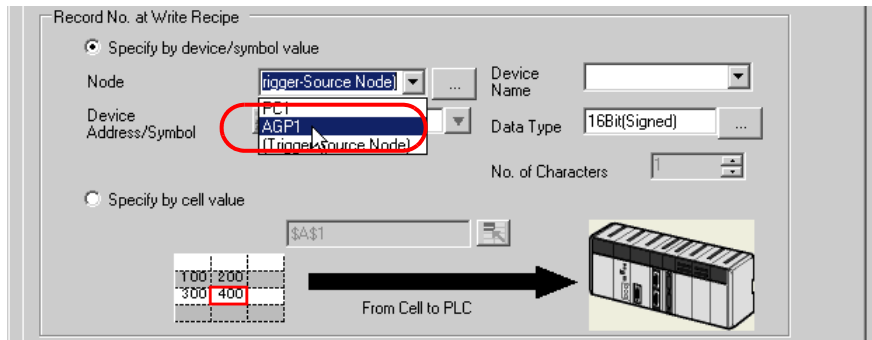 Record No. at Write Recipe
Specify by device/symbol value
Node
rigger-Source Node)
...
Device
Name
PC1
AGP1
(Trigger-Source Node)
Device
Address/Symbol
Data Type
16Bit(Signed)
...
No. of Characters
1
Specify by cell value
$A$1
100 200
300 400
From Cell to PLC